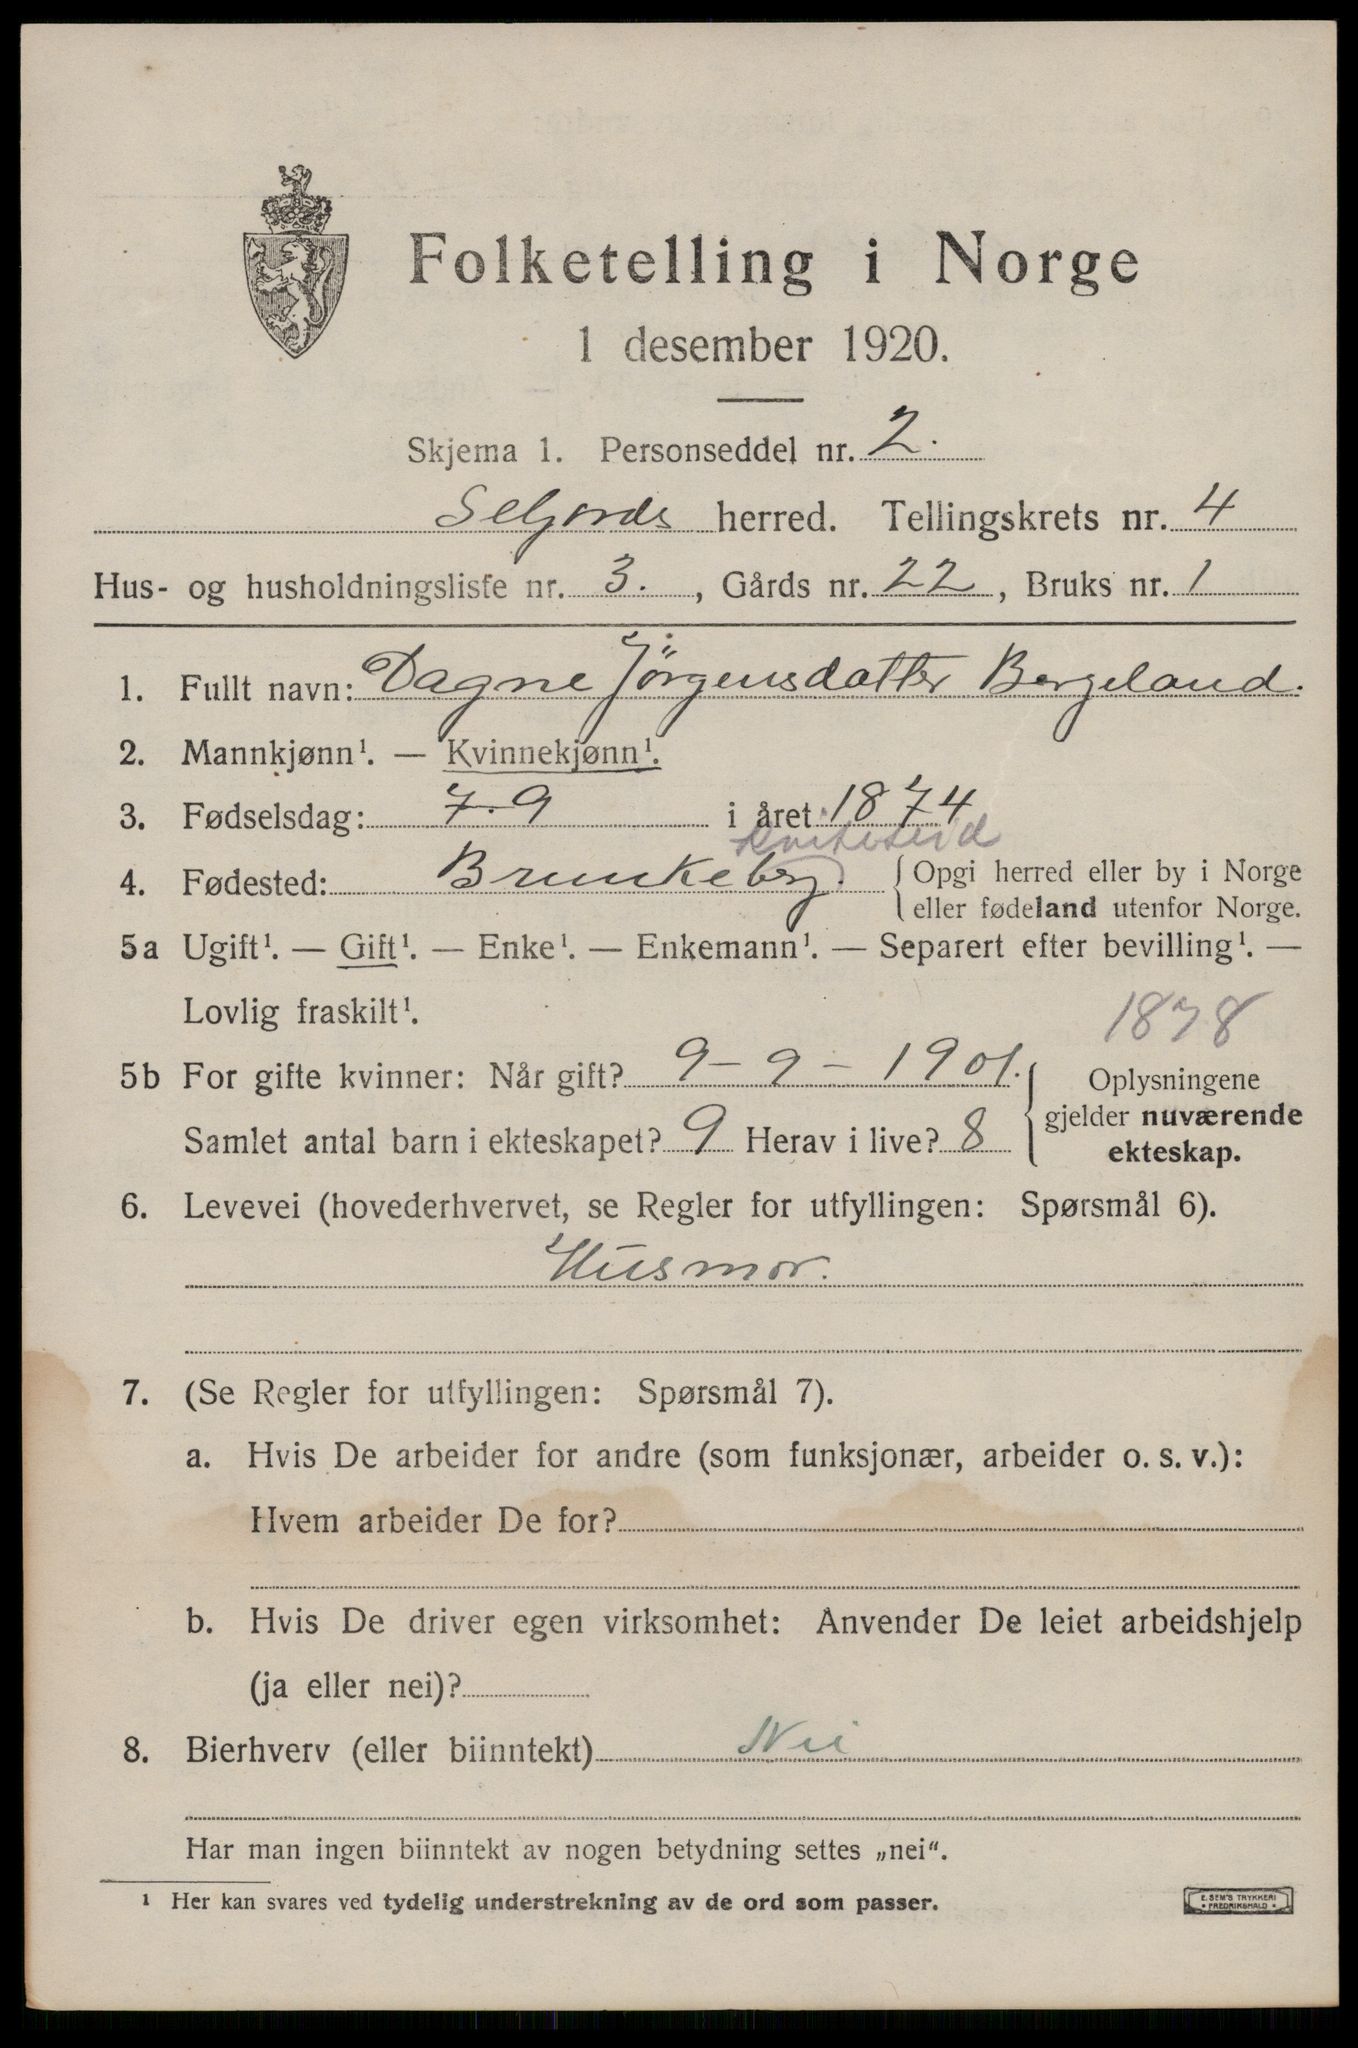 Folketelling i Norge
1 desember 1920.
Skjema 1. Personseddel nr. 2.
Seljords herred. Tellingskrets nr. 4
Hus- og husholdningsliste nr. 3., Gårds nr. 22, Bruks nr. 1
1. Fullt navn: Dagne Jörgensdatter Bergeland.
2. Mannkjønn¹. — Kvinnekjønn¹.
3. Fødselsdag: 7-9 i året 1874
Kviteseid
4. Fødested: Brunkeberg. Opgi herred eller by i Norge
eller fødeland utenfor Norge.
5a Ugift¹. — Gift¹. — Enke¹. — Enkemann¹. — Separert efter bevilling¹. —
Lovlig fraskilt¹.
1878
5b For gifte kvinner: Når gift? 9-9-1901. Oplysningene
gjelder nuværende
Samlet antal barn i ekteskapet? 9 Herav i live? 8
ekteskap.
6. Levevei (hovederhvervet, se Regler for utfyllingen: Spørsmål 6).
Husmor.
7. (Se Regler for utfyllingen: Spørsmål 7).
a. Hvis De arbeider for andre (som funksjonær, arbeider o. s. v.):
Hvem arbeider De for?
b. Hvis De driver egen virksomhet: Anvender De leiet arbeidshjelp
(ja eller nei)?
8. Bierhverv (eller biinntekt) Nei
Har man ingen biinntekt av nogen betydning settes „nei“.
¹ Her kan svares ved tydelig understrekning av de ord som passer.
E. SEM'S TRYKKERI
• FREDRIKSHALD •